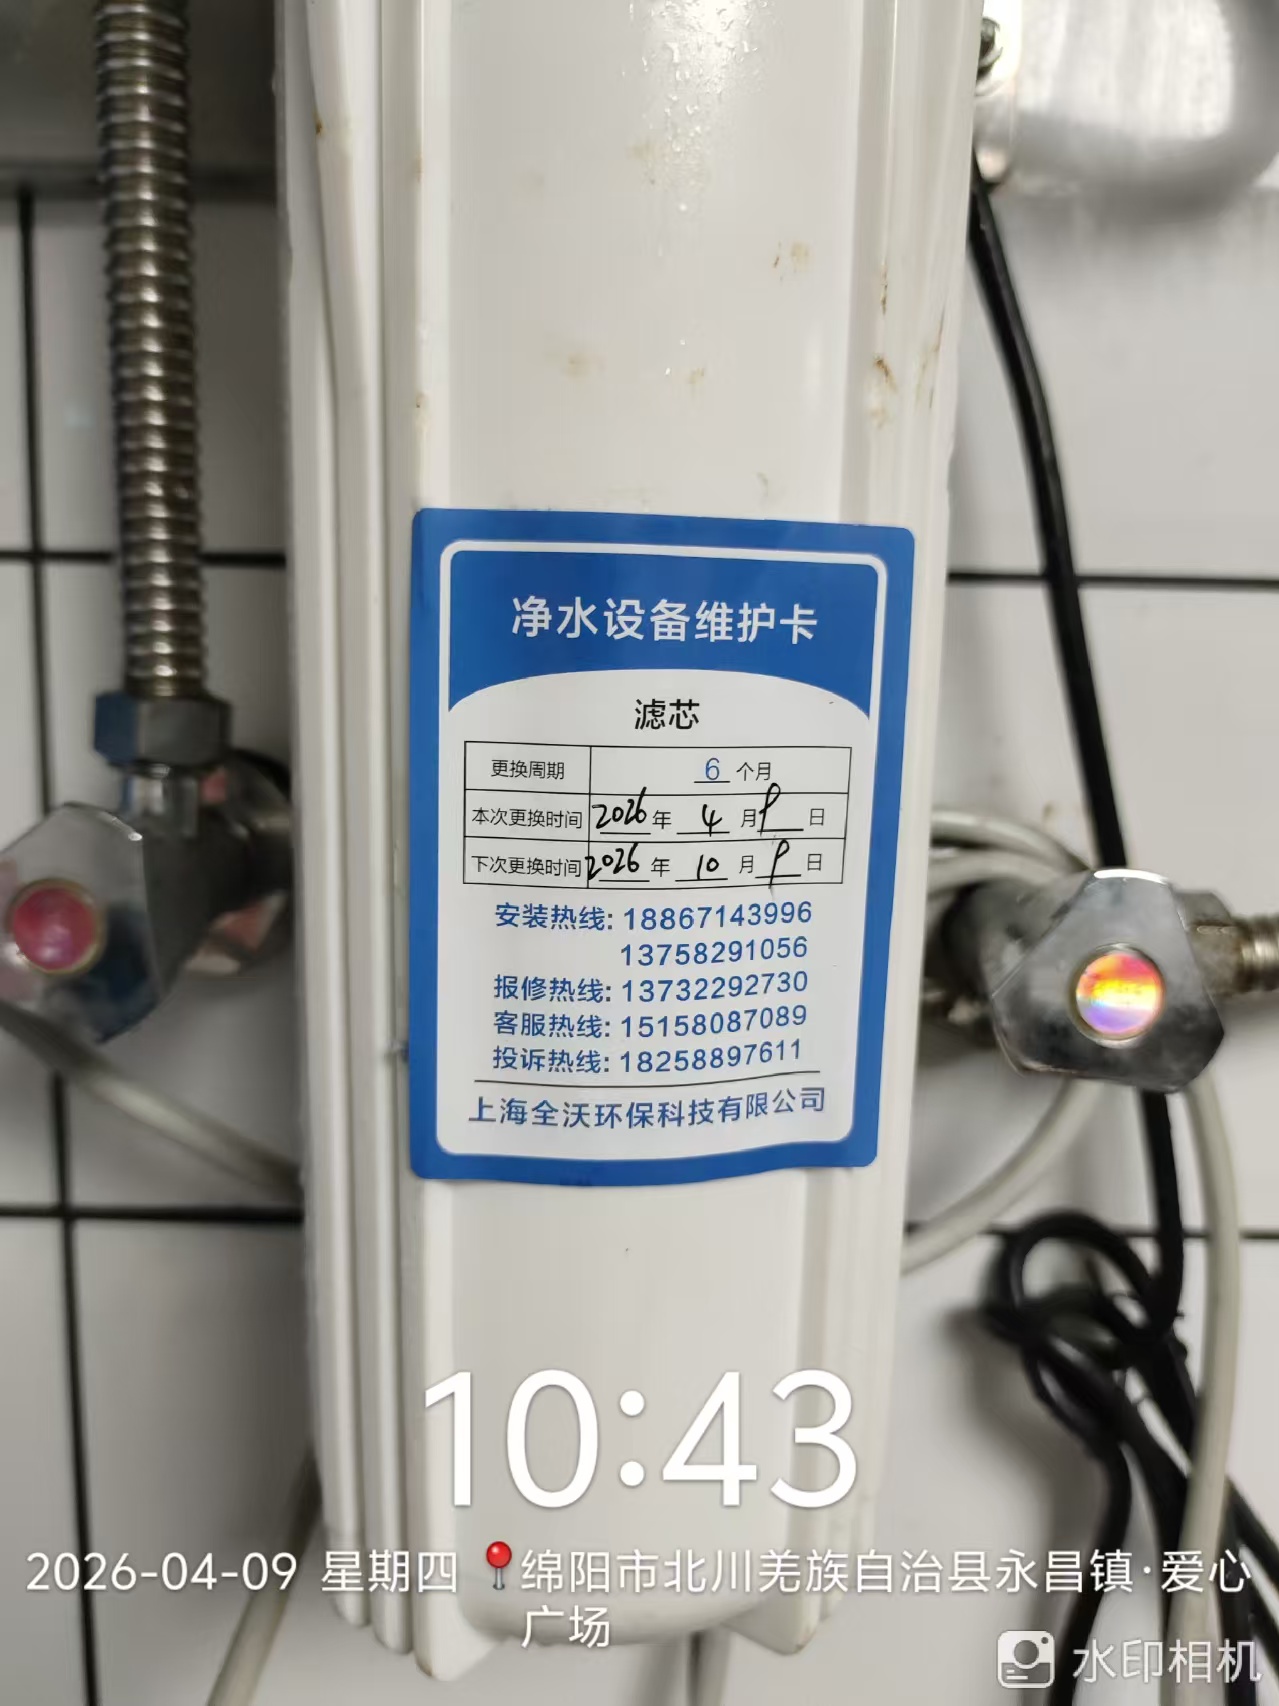 净水设备维护卡
滤芯
更换周期 6 个月
本次更换时间 2026 年 4 月 9 日
下次更换时间 2026 年 10 月 9 日
安装热线: 18867143996
13758291056
报修热线: 13732292730
客服热线: 15158087089
投诉热线: 18258897611
上海全沃环保科技有限公司
10:43
2026-04-09 星期四 📍绵阳市北川羌族自治县永昌镇·爱心
广场
水印相机